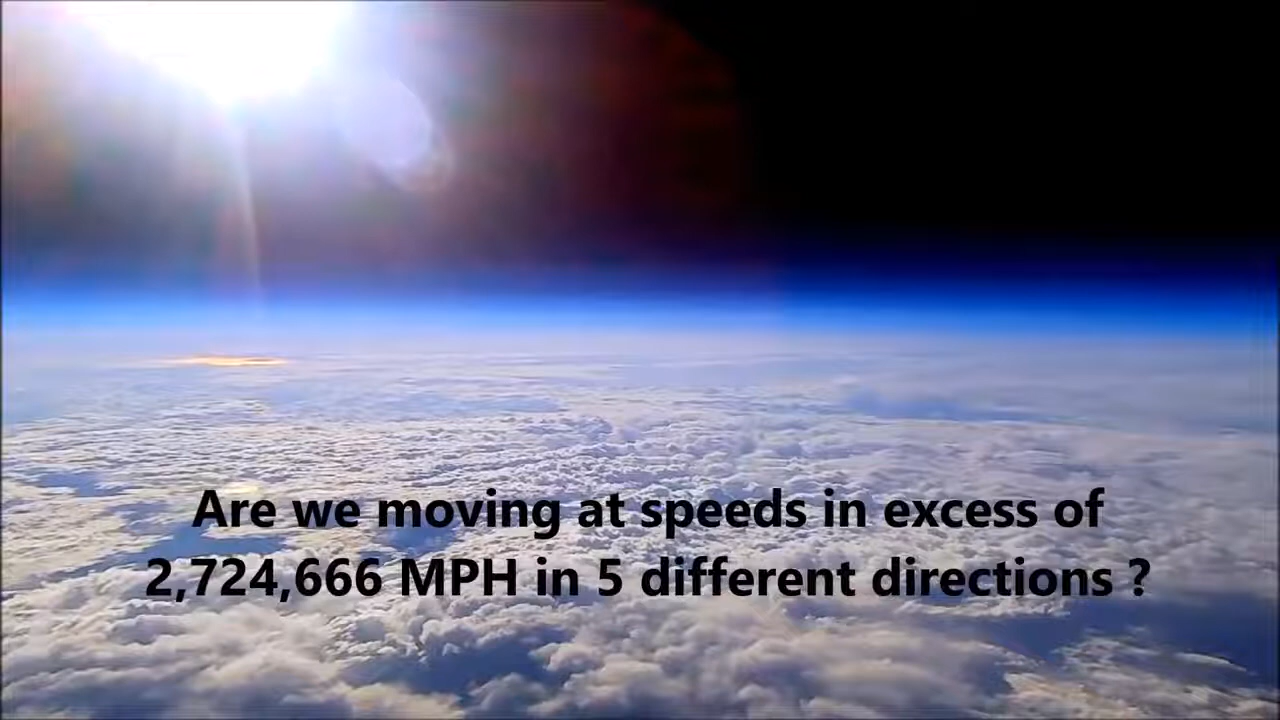 Are we moving at speeds in excess of
2,724,666 MPH in 5 different directions ?